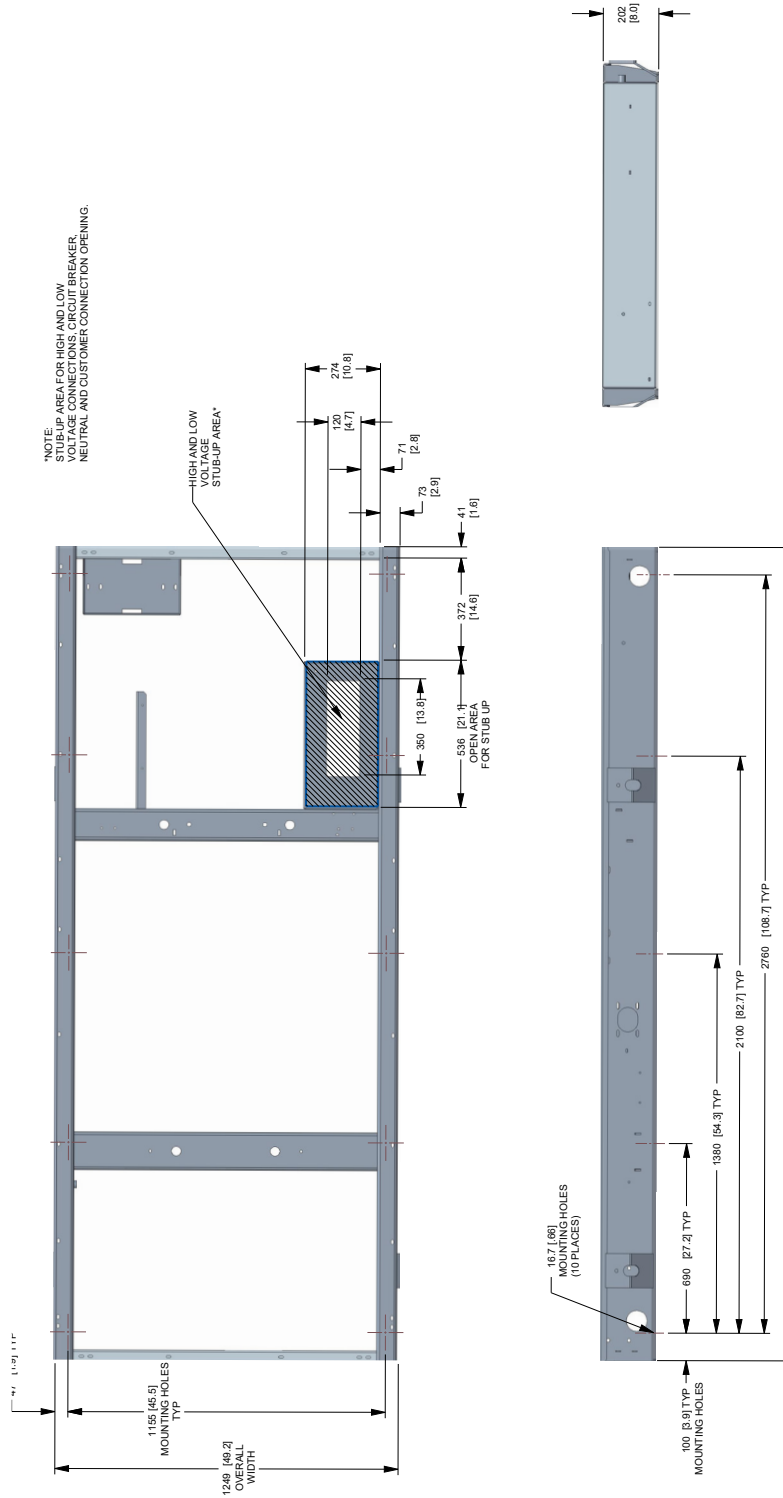 *NOTE:
STUB-UP AREA FOR HIGH AND LOW
VOLTAGE CONNECTIONS, CIRCUIT BREAKER,
NEUTRAL AND CUSTOMER CONNECTION OPENING.
HIGH AND LOW
VOLTAGE
STUB-UP AREA*
274
[10.8]
120
[4.7]
71
[2.8]
73
[2.9]
41
[1.6]
372
[14.6]
536 [21.1]
OPEN AREA
FOR STUB UP
350 [13.8]
1155 [45.5]
MOUNTING HOLES
TYP
1249 [49.2]
OVERALL
WIDTH
202
[8.0]
16.7 [.66]
MOUNTING HOLES
(10 PLACES)
100 [3.9] TYP
MOUNTING HOLES
690 [27.2] TYP
1380 [54.3] TYP
2100 [82.7] TYP
2760 [108.7] TYP